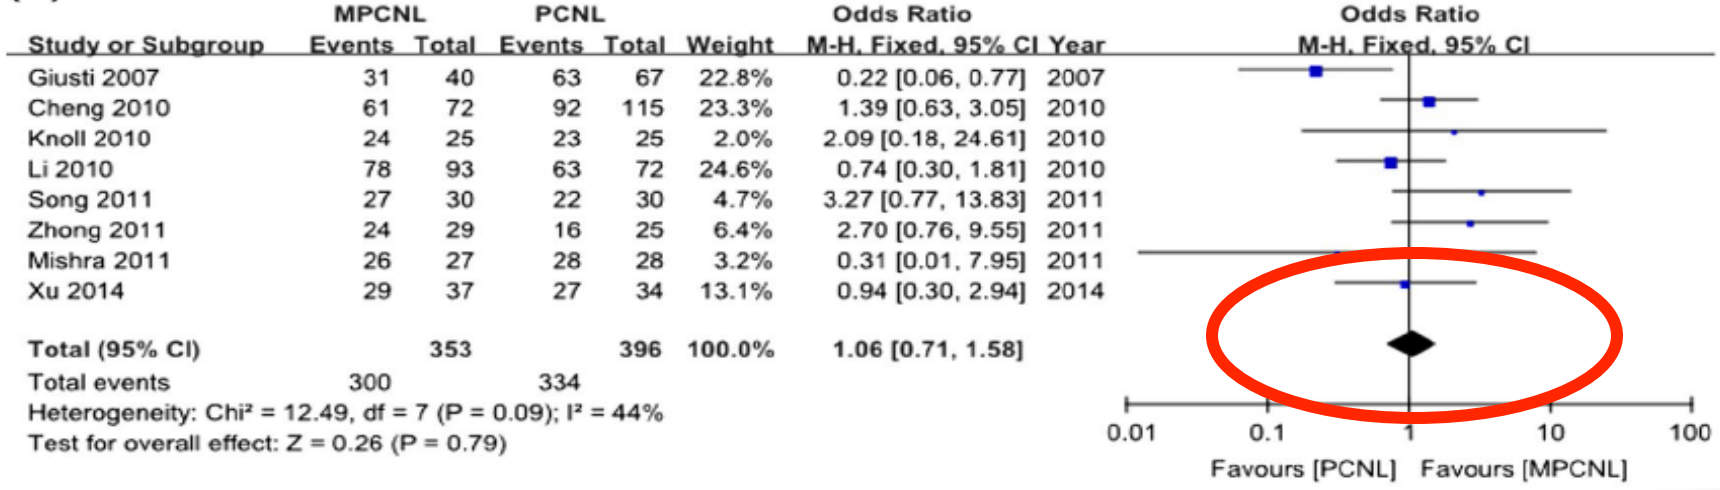 MPCNL PCNL Odds Ratio Odds Ratio
Study or Subgroup Events Total Events Total Weight M-H, Fixed, 95% CI Year M-H, Fixed, 95% CI
Giusti 2007 31 40 63 67 22.8% 0.22 [0.06, 0.77] 2007
Cheng 2010 61 72 92 115 23.3% 1.39 [0.63, 3.05] 2010
Knoll 2010 24 25 23 25 2.0% 2.09 [0.18, 24.61] 2010
Li 2010 78 93 63 72 24.6% 0.74 [0.30, 1.81] 2010
Song 2011 27 30 22 30 4.7% 3.27 [0.77, 13.83] 2011
Zhong 2011 24 29 16 25 6.4% 2.70 [0.76, 9.55] 2011
Mishra 2011 26 27 28 28 3.2% 0.31 [0.01, 7.95] 2011
Xu 2014 29 37 27 34 13.1% 0.94 [0.30, 2.94] 2014
Total (95% CI) 353 396 100.0% 1.06 [0.71, 1.58]
Total events 300 334
Heterogeneity: Chi² = 12.49, df = 7 (P = 0.09); I² = 44%
Test for overall effect: Z = 0.26 (P = 0.79)
0.01 0.1 1 10 100
Favours [PCNL] Favours [MPCNL]